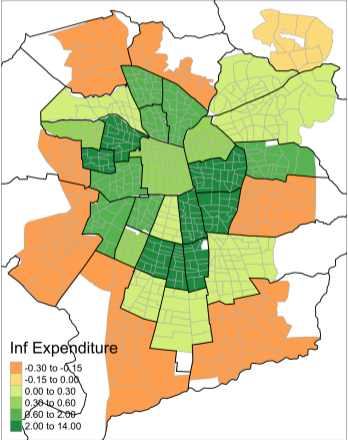 Inf Expenditure
-0.30 to -0.15
-0.15 to 0.00
0.00 to 0.30
0.30 to 0.60
0.60 to 2.00
2.00 to 14.00